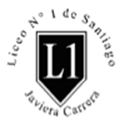 Liceo N° 1 de Santiago
L1
Javiera Carrera